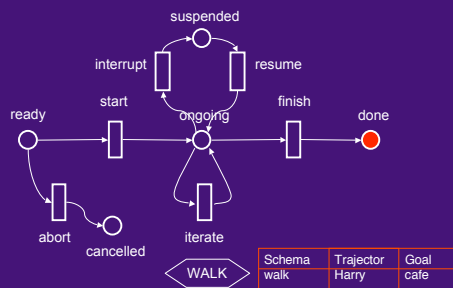 suspended
interrupt
resume
ready
start
ongoing
finish
done
abort
cancelled
iterate
WALK
Schema Trajector Goal
walk Harry cafe